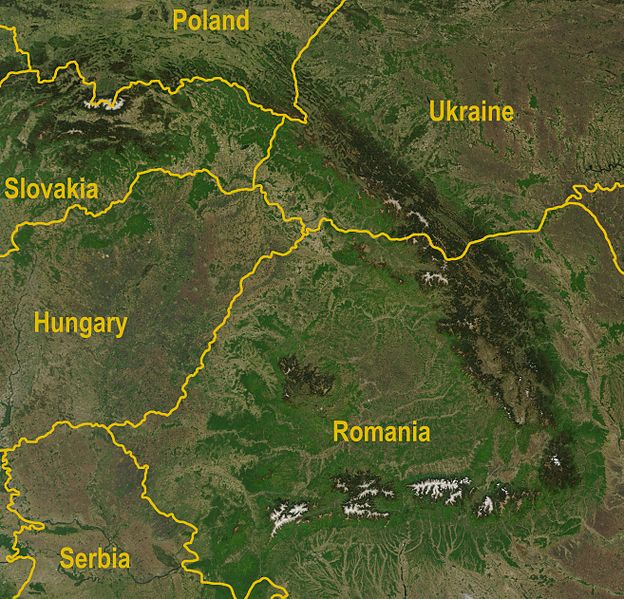 Poland
Ukraine
Slovakia
Hungary
Romania
Serbia